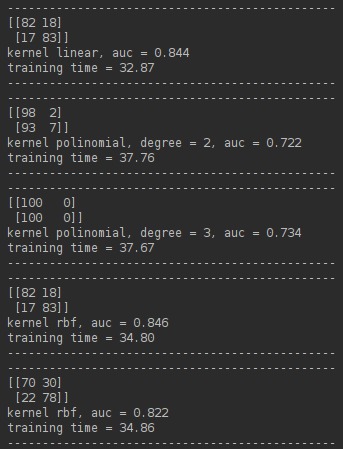 ------------------------------------------
[[82 18]
 [17 83]]
kernel linear, auc = 0.844
training time = 32.87
------------------------------------------
------------------------------------------
[[98  2]
 [93  7]]
kernel polinomial, degree = 2, auc = 0.722
training time = 37.76
------------------------------------------
------------------------------------------
[[100   0]
 [100   0]]
kernel polinomial, degree = 3, auc = 0.734
training time = 37.67
------------------------------------------
------------------------------------------
[[82 18]
 [17 83]]
kernel rbf, auc = 0.846
training time = 34.80
------------------------------------------
------------------------------------------
[[70 30]
 [22 78]]
kernel rbf, auc = 0.822
training time = 34.86
------------------------------------------